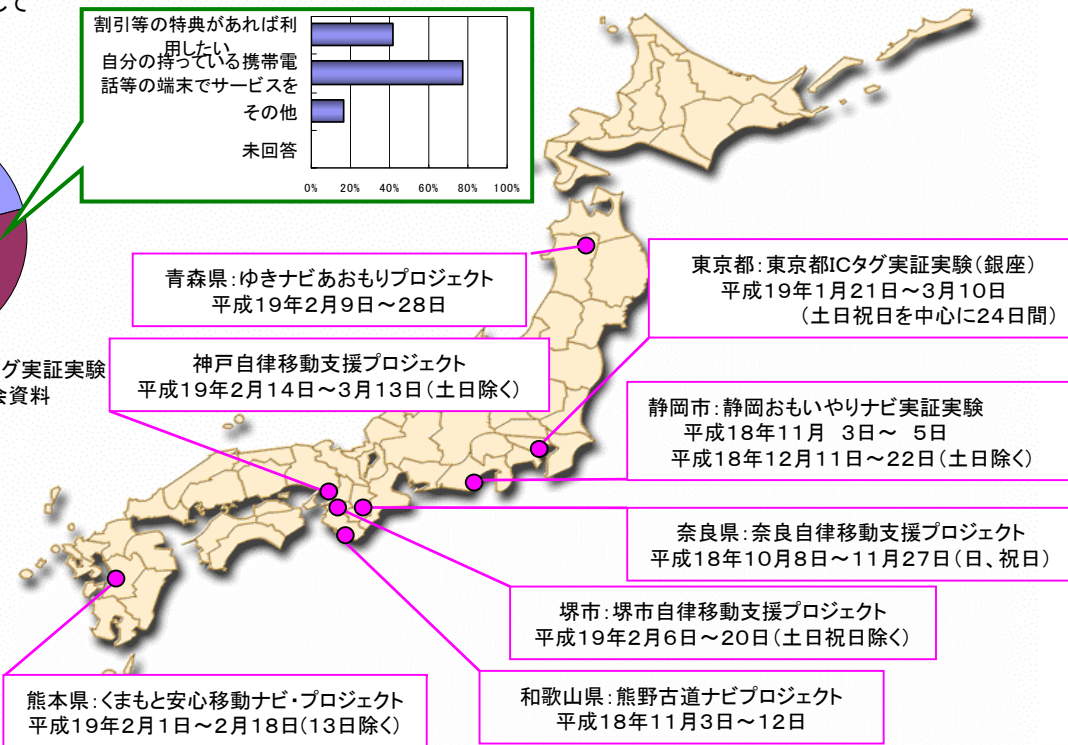 して
割引等の特典があれば利
用したい
自分の持っている携帯電
話等の端末でサービスを
その他
未回答
0% 20% 40% 60% 80% 100%
青森県：ゆきナビあおもりプロジェクト
平成１９年２月９日～２８日
東京都：東京都ICタグ実証実験（銀座）
平成１９年１月２１日～３月１０日
（土日祝日を中心に２４日間）
グ実証実験
会資料
神戸自律移動支援プロジェクト
平成１９年２月１４日～３月１３日（土日除く）
静岡市：静岡おもいやりナビ実証実験
平成１８年１１月　３日～　５日
平成１８年１２月１１日～２２日（土日除く）
奈良県：奈良自律移動支援プロジェクト
平成１８年１０月８日～１１月２７日（日、祝日）
堺市：堺市自律移動支援プロジェクト
平成１９年２月６日～２０日（土日祝日除く）
熊本県：くまもと安心移動ナビ・プロジェクト
平成１９年２月１日～２月１８日（１３日除く）
和歌山県：熊野古道ナビプロジェクト
平成１８年１１月３日～１２日